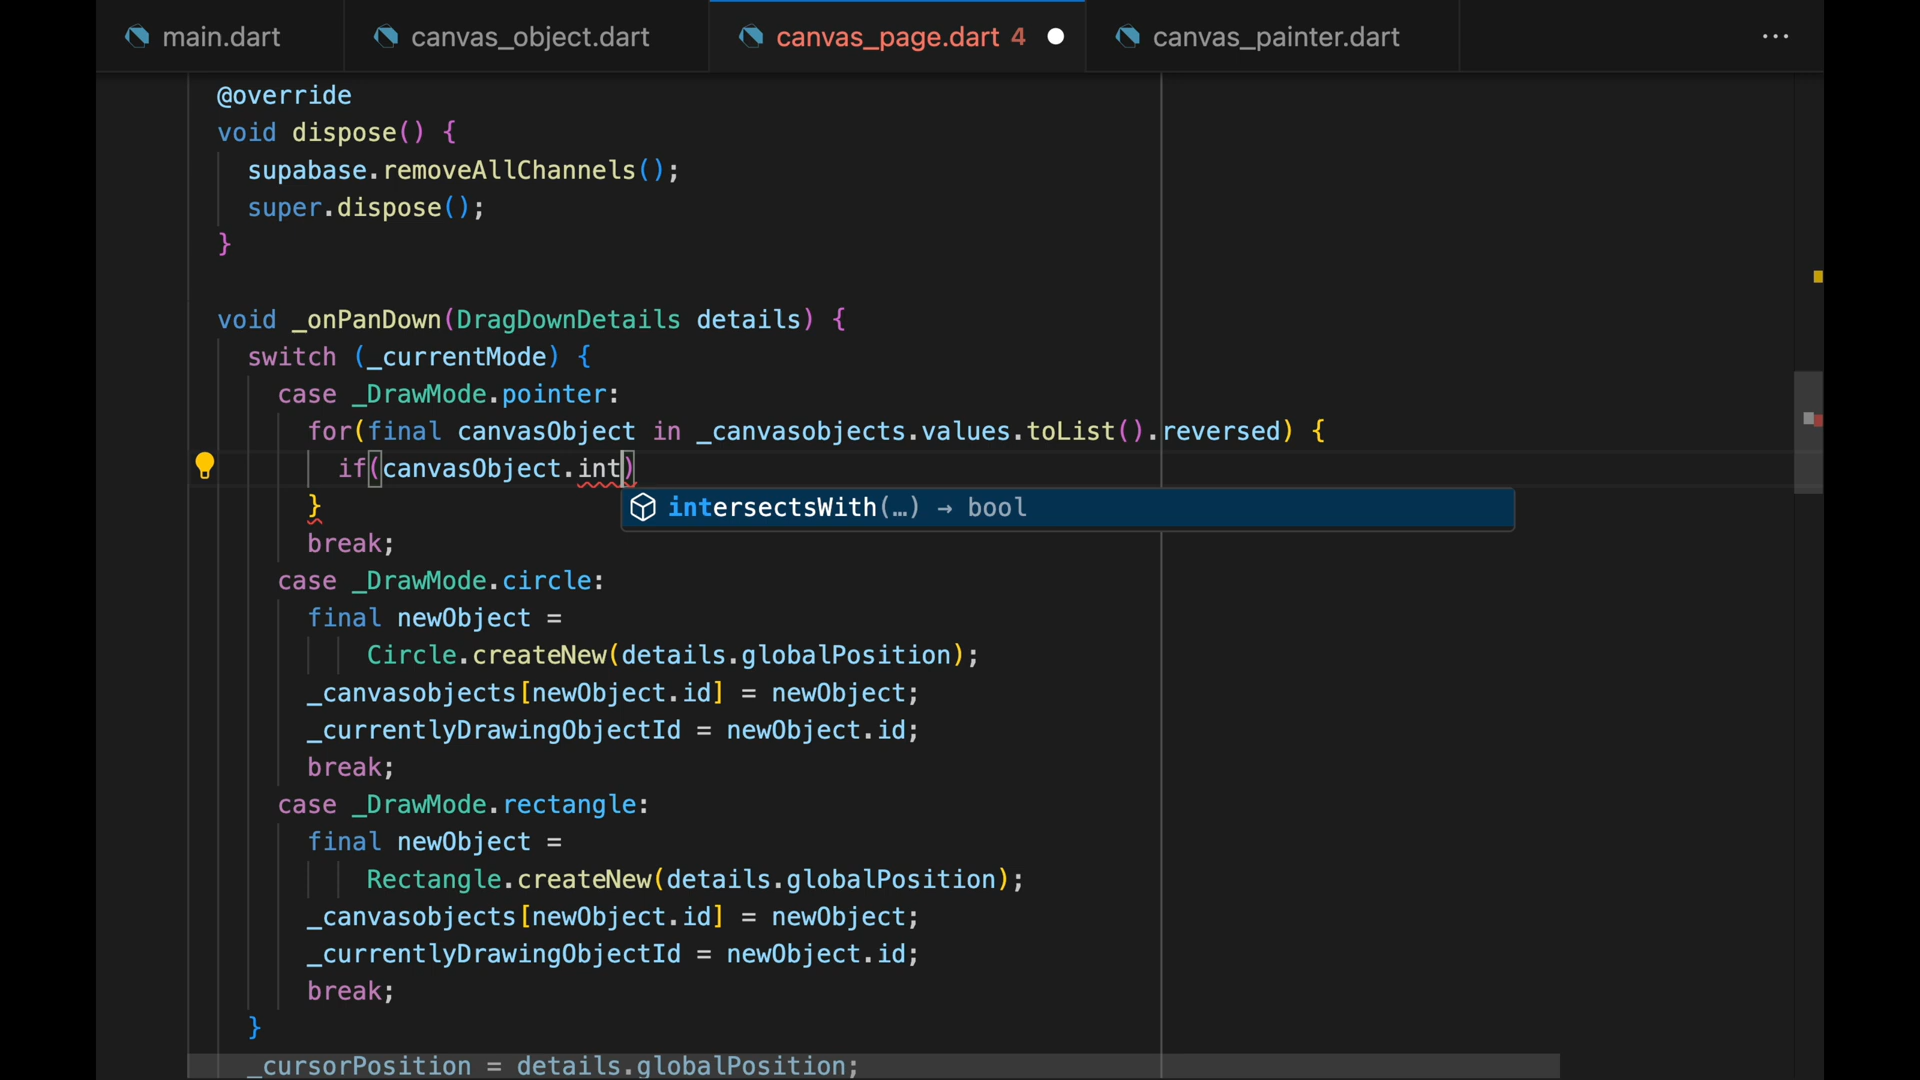 main.dart
canvas_object.dart
canvas_page.dart 4
canvas_painter.dart
...
@override
void dispose() {
supabase.removeAllChannels();
super.dispose();
}
void _onPanDown(DragDownDetails details) {
switch (_currentMode) {
case _DrawMode.pointer:
for(final canvasObject in _canvasobjects.values.toList().reversed) {
if(canvasObject.int)
intersectsWith(…) → bool
}
break;
case _DrawMode.circle:
final newObject =
Circle.createNew(details.globalPosition);
_canvasobjects[newObject.id] = newObject;
_currentlyDrawingObjectId = newObject.id;
break;
case _DrawMode.rectangle:
final newObject =
Rectangle.createNew(details.globalPosition);
_canvasobjects[newObject.id] = newObject;
_currentlyDrawingObjectId = newObject.id;
break;
}
_cursorPosition = details.globalPosition;